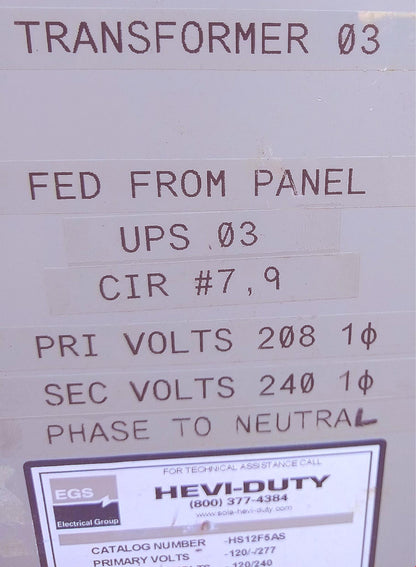 TRANSFORMER Ø3
FED FROM PANEL
UPS Ø3
CIR #7,9
PRI VOLTS 208 1ϕ
SEC VOLTS 240 1ϕ
PHASE TO NEUTRAL
FOR TECHNICAL ASSISTANCE CALL
EGS
Electrical Group
HEVI-DUTY
(800) 377-4384
www.sola-hevi-duty.com
CATALOG NUMBER -HS12F5AS
PRIMARY VOLTS -120/-/277
-120/240